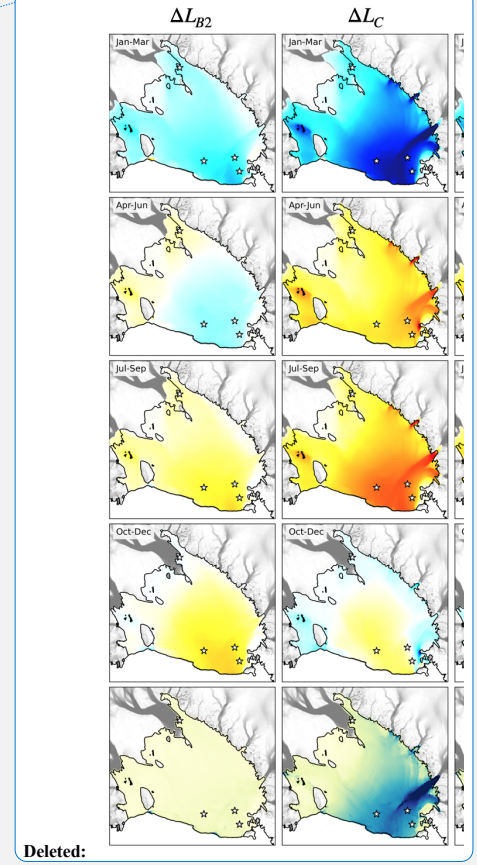 ΔL_B2 ΔL_C
Jan-Mar Jan-Mar
Apr-Jun Apr-Jun
Jul-Sep Jul-Sep
Oct-Dec Oct-Dec
Deleted: